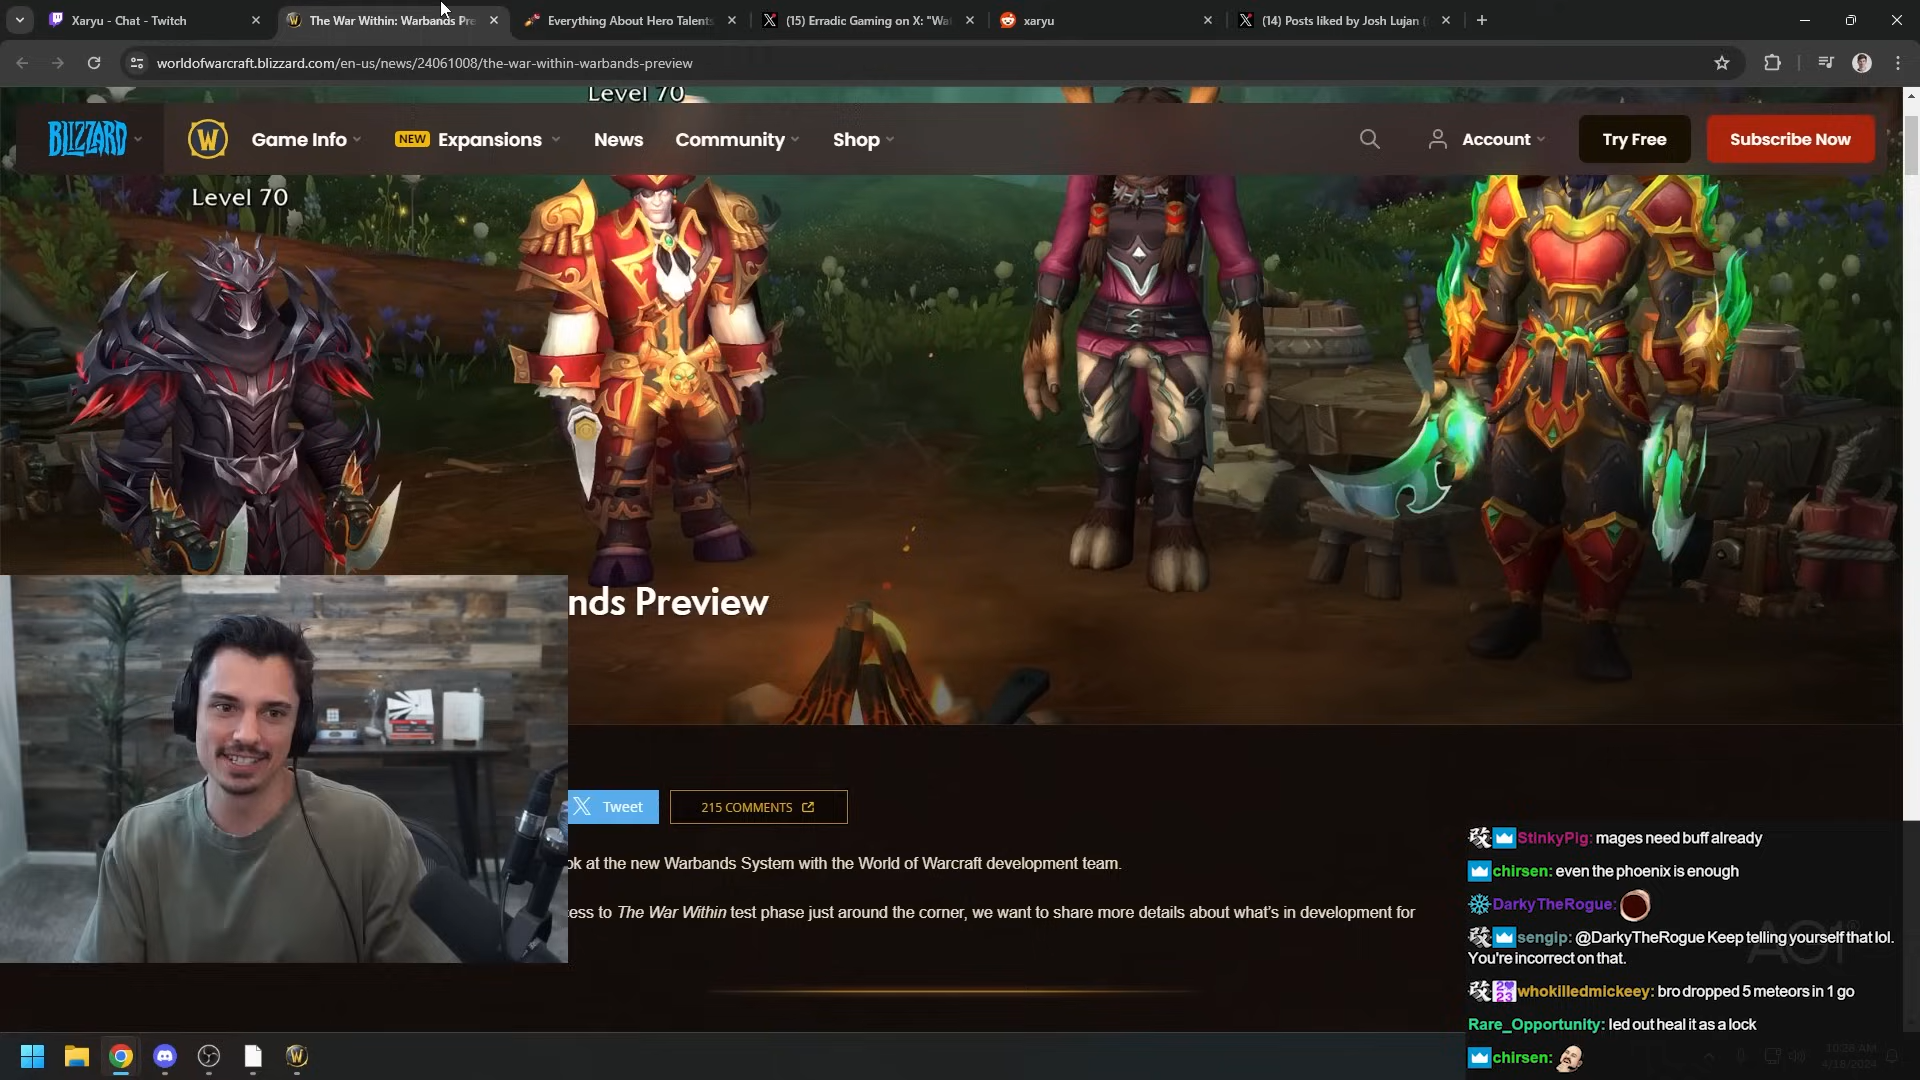 Xaryu - Chat - Twitch
The War Within: Warbands Pre
Everything About Hero Talents
(15) Erradic Gaming on X: "Wa
xaryu
(14) Posts liked by Josh Lujan (
worldofwarcraft.blizzard.com/en-us/news/24061008/the-war-within-warbands-preview
Level 70
BLIZZARD
W
Game Info
NEW Expansions
News
Community
Shop
Account
Try Free
Subscribe Now
Level 70
nds Preview
Tweet
215 COMMENTS
ok at the new Warbands System with the World of Warcraft development team.
cess to The War Within test phase just around the corner, we want to share more details about what's in development for
StinkyPig: mages need buff already
chirsen: even the phoenix is enough
DarkyTheRogue:
sengip: @DarkyTheRogue Keep telling yourself that lol.
You're incorrect on that.
AG1
whokilledmickeey: bro dropped 5 meteors in 1 go
Rare_Opportunity: led out heal it as a lock
chirsen: